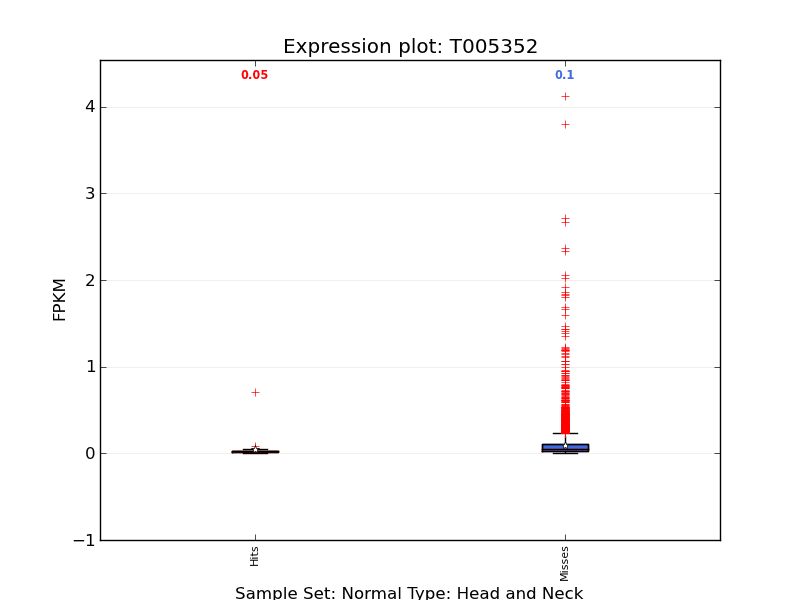 Expression plot: T005352
0.05
0.1
4
3
2
1
0
−1
FPKM
Hits
Misses
Sample Set: Normal Type: Head and Neck